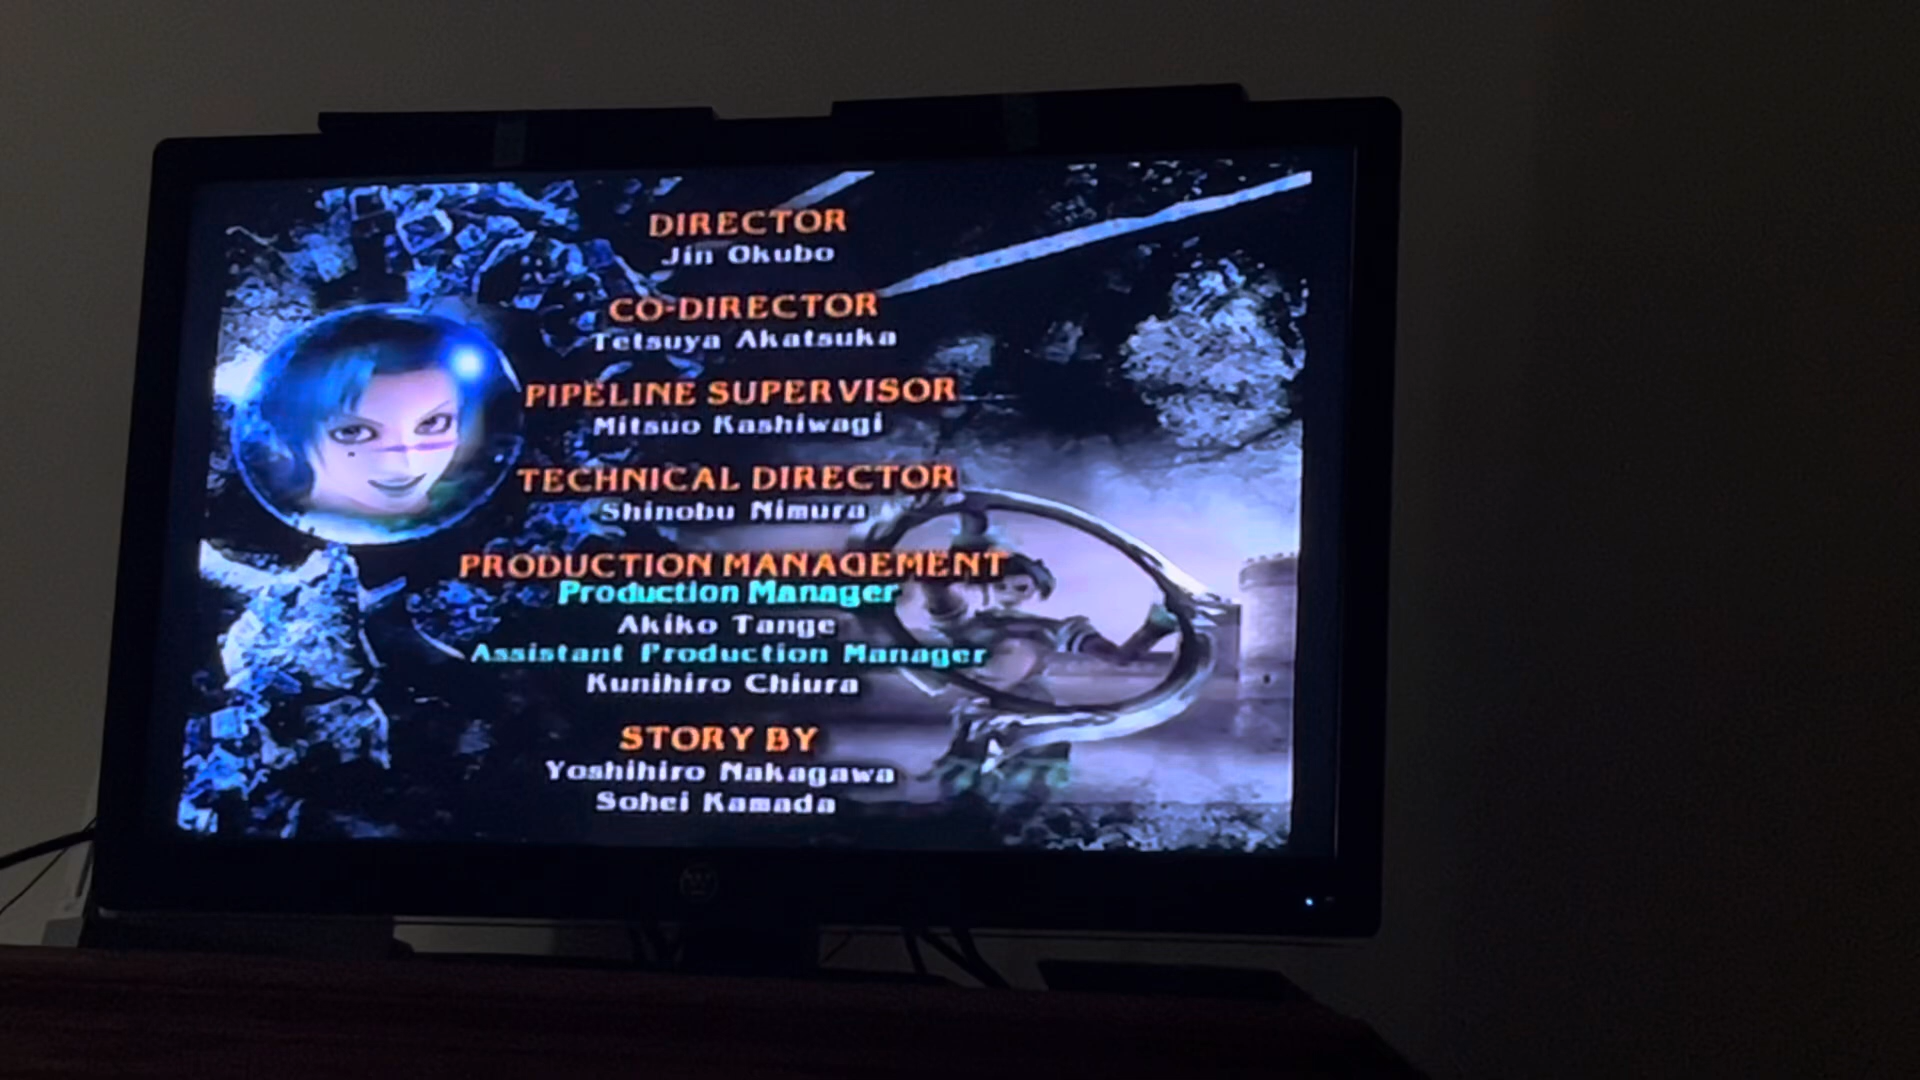 DIRECTOR
Jin Okubo
CO-DIRECTOR
Tetsuya Akatsuka
PIPELINE SUPERVISOR
Mitsuo Kashiwagi
TECHNICAL DIRECTOR
Shinobu Nimura
PRODUCTION MANAGEMENT
Production Manager
Akiko Tange
Assistant Production Manager
Kunihiro Chiura
STORY BY
Yoshihiro Nakagawa
Sohei Kamada